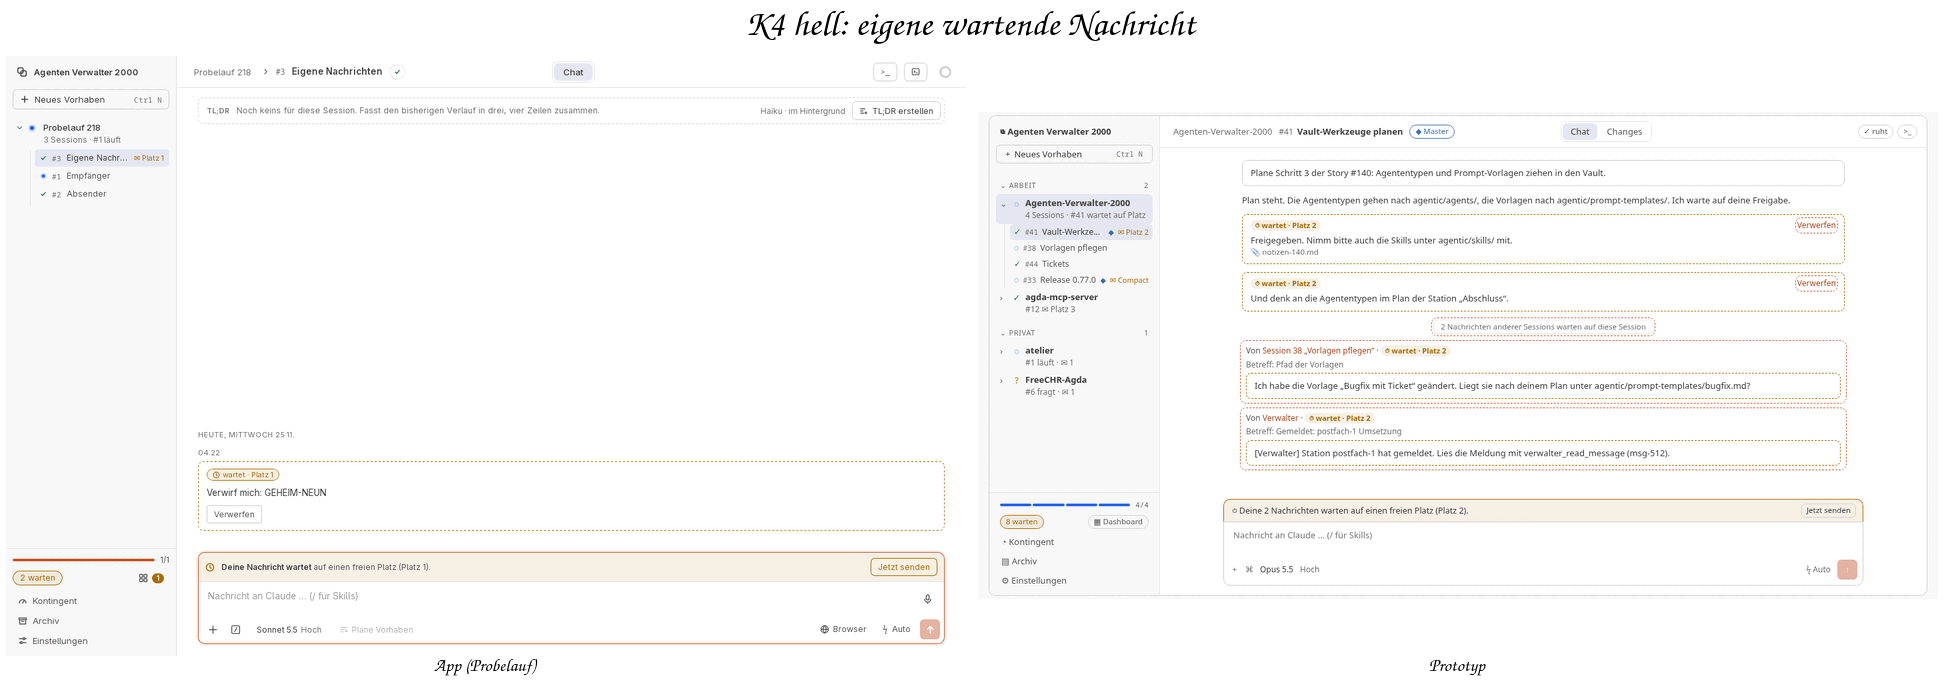 K4 hell: eigene wartende Nachricht
Agenten Verwalter 2000
Neues Vorhaben Ctrl N
Probelauf 218
3 Sessions · #1 läuft
#3 Eigene Nachr... Platz 1
#1 Empfänger
#2 Absender
1/1
2 warten 1
Kontingent
Archiv
Einstellungen
Probelauf 218 > #3 Eigene Nachrichten
Chat
>_
TL;DR Noch keins für diese Session. Fasst den bisherigen Verlauf in drei, vier Zeilen zusammen. Haiku · im Hintergrund TL;DR erstellen
HEUTE, MITTWOCH 25 11.
04:22
wartet · Platz 1
Verwirf mich: GEHEIM-NEUN
Verwerfen
Deine Nachricht wartet auf einen freien Platz (Platz 1). Jetzt senden
Nachricht an Claude ... (/ für Skills)
Sonnet 5.5 Hoch Plane Vorhaben Browser Auto
App (Probelauf)
Agenten Verwalter 2000
+ Neues Vorhaben Ctrl N
ARBEIT 2
Agenten-Verwalter-2000
4 Sessions · #41 wartet auf Platz
#41 Vault-Werkze... Platz 2
#38 Vorlagen pflegen
#44 Tickets
#33 Release 0.77.0 Compact
agda-mcp-server
#12 ✉ Platz 3
PRIVAT 1
atelier
#1 läuft · ✉ 1
? FreeCHR-Agda
#6 fragt · ✉ 1
4/4
8 warten Dashboard
Kontingent
Archiv
Einstellungen
Agenten-Verwalter-2000 #41 Vault-Werkzeuge planen ◆ Master
Chat Changes
✓ ruht >_
Plane Schritt 3 der Story #140: Agententypen und Prompt-Vorlagen ziehen in den Vault.
Plan steht. Die Agententypen gehen nach agentic/agents/, die Vorlagen nach agentic/prompt-templates/. Ich warte auf deine Freigabe.
wartet · Platz 2 Verwerfen
Freigegeben. Nimm bitte auch die Skills unter agentic/skills/ mit.
notizen-140.md
wartet · Platz 2 Verwerfen
Und denk an die Agententypen im Plan der Station „Abschluss“.
2 Nachrichten anderer Sessions warten auf diese Session
Von Session 38 „Vorlagen pflegen“ · wartet · Platz 2
Betreff: Pfad der Vorlagen
Ich habe die Vorlage „Bugfix mit Ticket“ geändert. Liegt sie nach deinem Plan unter agentic/prompt-templates/bugfix.md?
Von Verwalter · wartet · Platz 2
Betreff: Gemeldet: postfach-1 Umsetzung
[Verwalter] Station postfach-1 hat gemeldet. Lies die Meldung mit verwalter_read_message (msg-512).
Deine 2 Nachrichten warten auf einen freien Platz (Platz 2). Jetzt senden
Nachricht an Claude ... (/ für Skills)
+ ⌘ Opus 5.5 Hoch Auto
Prototyp